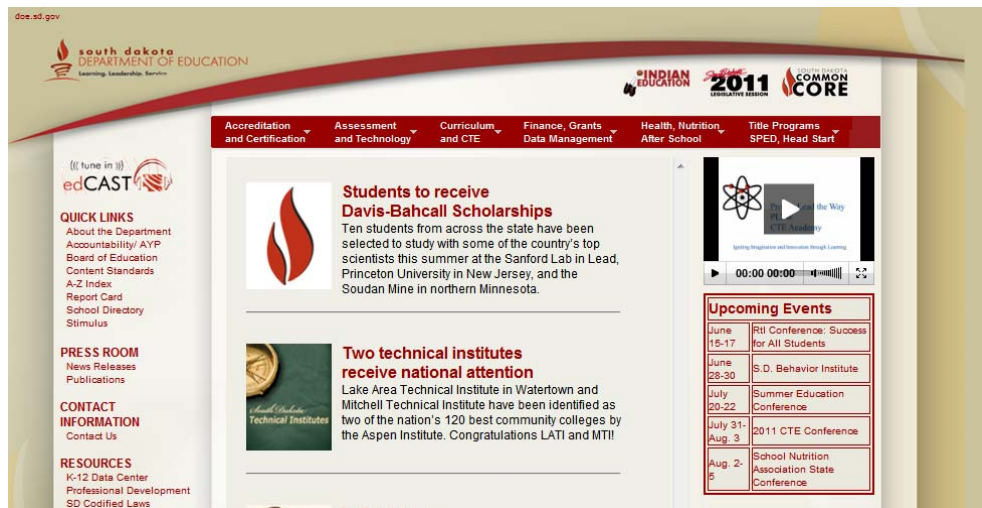 doe.sd.gov
south dakota
DEPARTMENT OF EDUCATION
Learning. Leadership. Service
INDIAN
EDUCATION
2011
LEGISLATIVE SESSION
SOUTH DAKOTA
COMMON
CORE
Accreditation
and Certification
Assessment
and Technology
Curriculum
and CTE
Finance, Grants
Data Management
Health, Nutrition
After School
Title Programs
SPED, Head Start
((( tune in )))
edCAST
QUICK LINKS
About the Department
Accountability/ AYP
Board of Education
Content Standards
A-Z Index
Report Card
School Directory
Stimulus
PRESS ROOM
News Releases
Publications
CONTACT
INFORMATION
Contact Us
RESOURCES
K-12 Data Center
Professional Development
SD Codified Laws
Students to receive
Davis-Bahcall Scholarships
Ten students from across the
state have been
selected to study with some of the country's top
scientists this summer at the Sanford Lab in Lead,
Princeton University in New Jersey, and the
Soudan Mine in northern Minnesota.
Two technical institutes
receive national attention
Lake Area Technical Institute in Watertown and
Mitchell Technical Institute have been identified as
two of the nation's 120 best community colleges by
the Aspen Institute. Congratulations LATI and MTI!
South Dakota
Technical Institutes
Lead the Way
CTE Academy
Igniting Imagination and Innovation through Learning
00:00 00:00
Upcoming Events
June
15-17
RtI Conference: Success
for All Students
June
28-30
S.D. Behavior Institute
July
20-22
Summer Education
Conference
July 31-
Aug. 3
2011 CTE Conference
Aug. 2-
5
School Nutrition
Association State
Conference